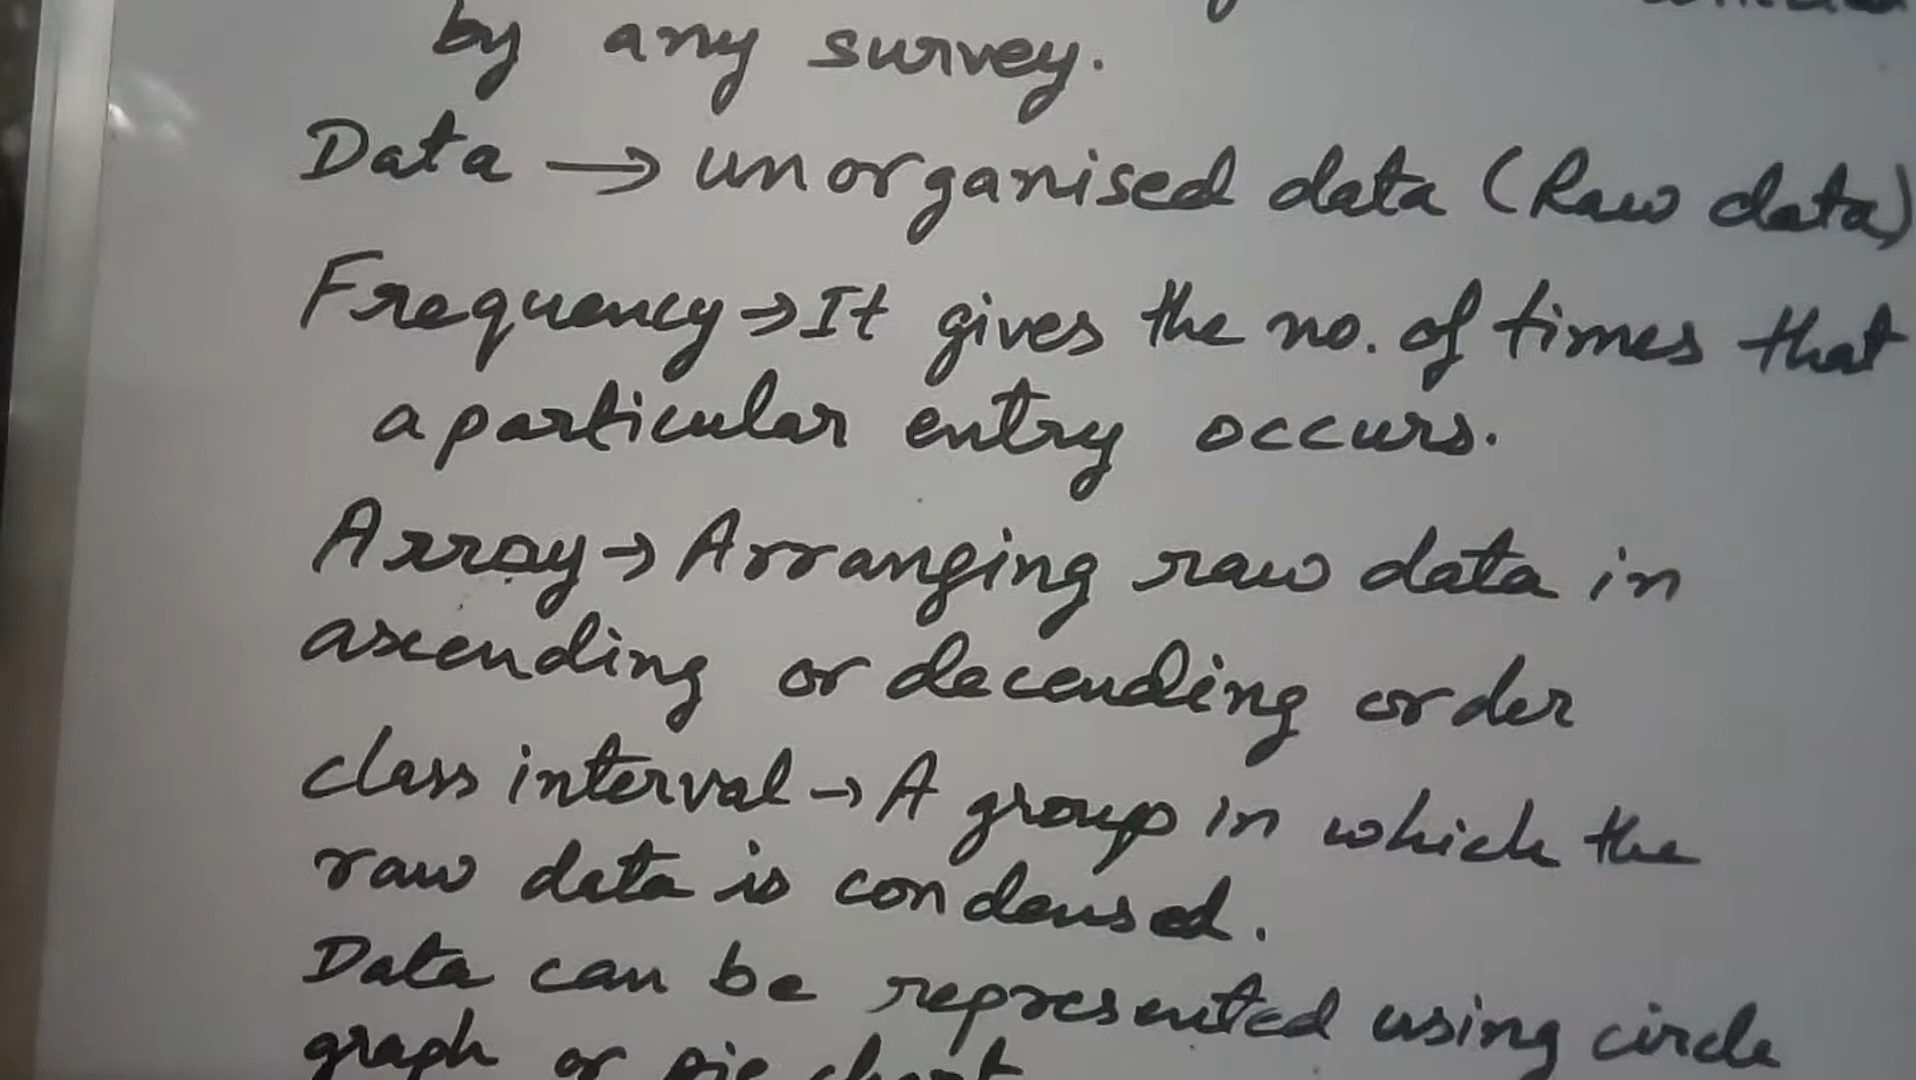 by any survey.
Data → unorganised data (Raw data)
Frequency → It gives the no. of times that
a particular entry occurs.
Array → Arranging raw data in
ascending or decending order
class interval → A group in which the
raw data is condensed.
Data can be represented using circle
graph or pie chart